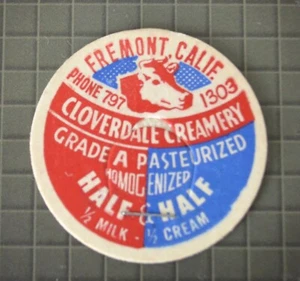 FREMONT, CALIF.
PHONE 797 1303
CLOVERDALE CREAMERY
GRADE A PASTEURIZED
HOMOGENIZED
HALF & HALF
½ MILK - ½ CREAM